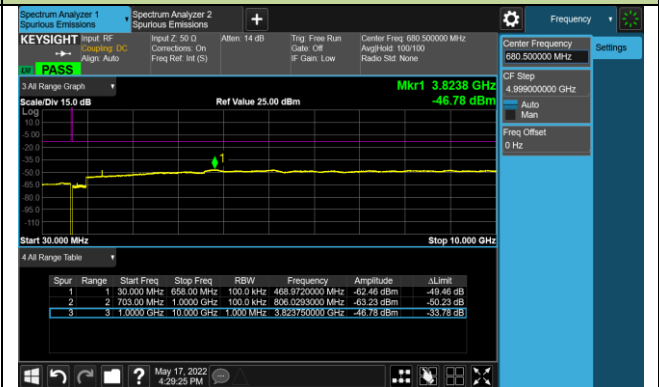 Spectrum Analyzer 1
Spurious Emissions
Spectrum Analyzer 2
Spurious Emissions
+
Frequency
KEYSIGHT
Input: RF
Coupling: DC
Align: Auto
Input Z: 50 Ω
Corrections: On
Freq Ref: Int (S)
Atten: 14 dB
Trig: Free Run
Gate: Off
IF Gain: Low
Center Freq: 680.500000 MHz
Avg|Hold: 100/100
Radio Std: None
PASS
Center Frequency
680.500000 MHz
Settings
CF Step
4.999000000 GHz
Auto
Man
Freq Offset
0 Hz
3 All Range Graph
Mkr1 3.8238 GHz
Scale/Div 15.0 dB
Ref Value 25.00 dBm
-46.78 dBm
Log
10.0
-5.00
-20.0
-35.0
-50.0
-65.0
-80.0
-95.0
-110
1
Start 30.000 MHz
Stop 10.000 GHz
4 All Range Table
Spur Range Start Freq Stop Freq RBW Frequency Amplitude ΔLimit
1 1 30.000 MHz 658.00 MHz 100.0 kHz 468.9720000 MHz -62.46 dBm -49.46 dB
2 2 703.00 MHz 1.0000 GHz 100.0 kHz 806.0293000 MHz -63.23 dBm -50.23 dB
3 3 1.0000 GHz 10.000 GHz 1.000 MHz 3.823750000 GHz -46.78 dBm -33.78 dB
?
May 17, 2022
4:29:25 PM